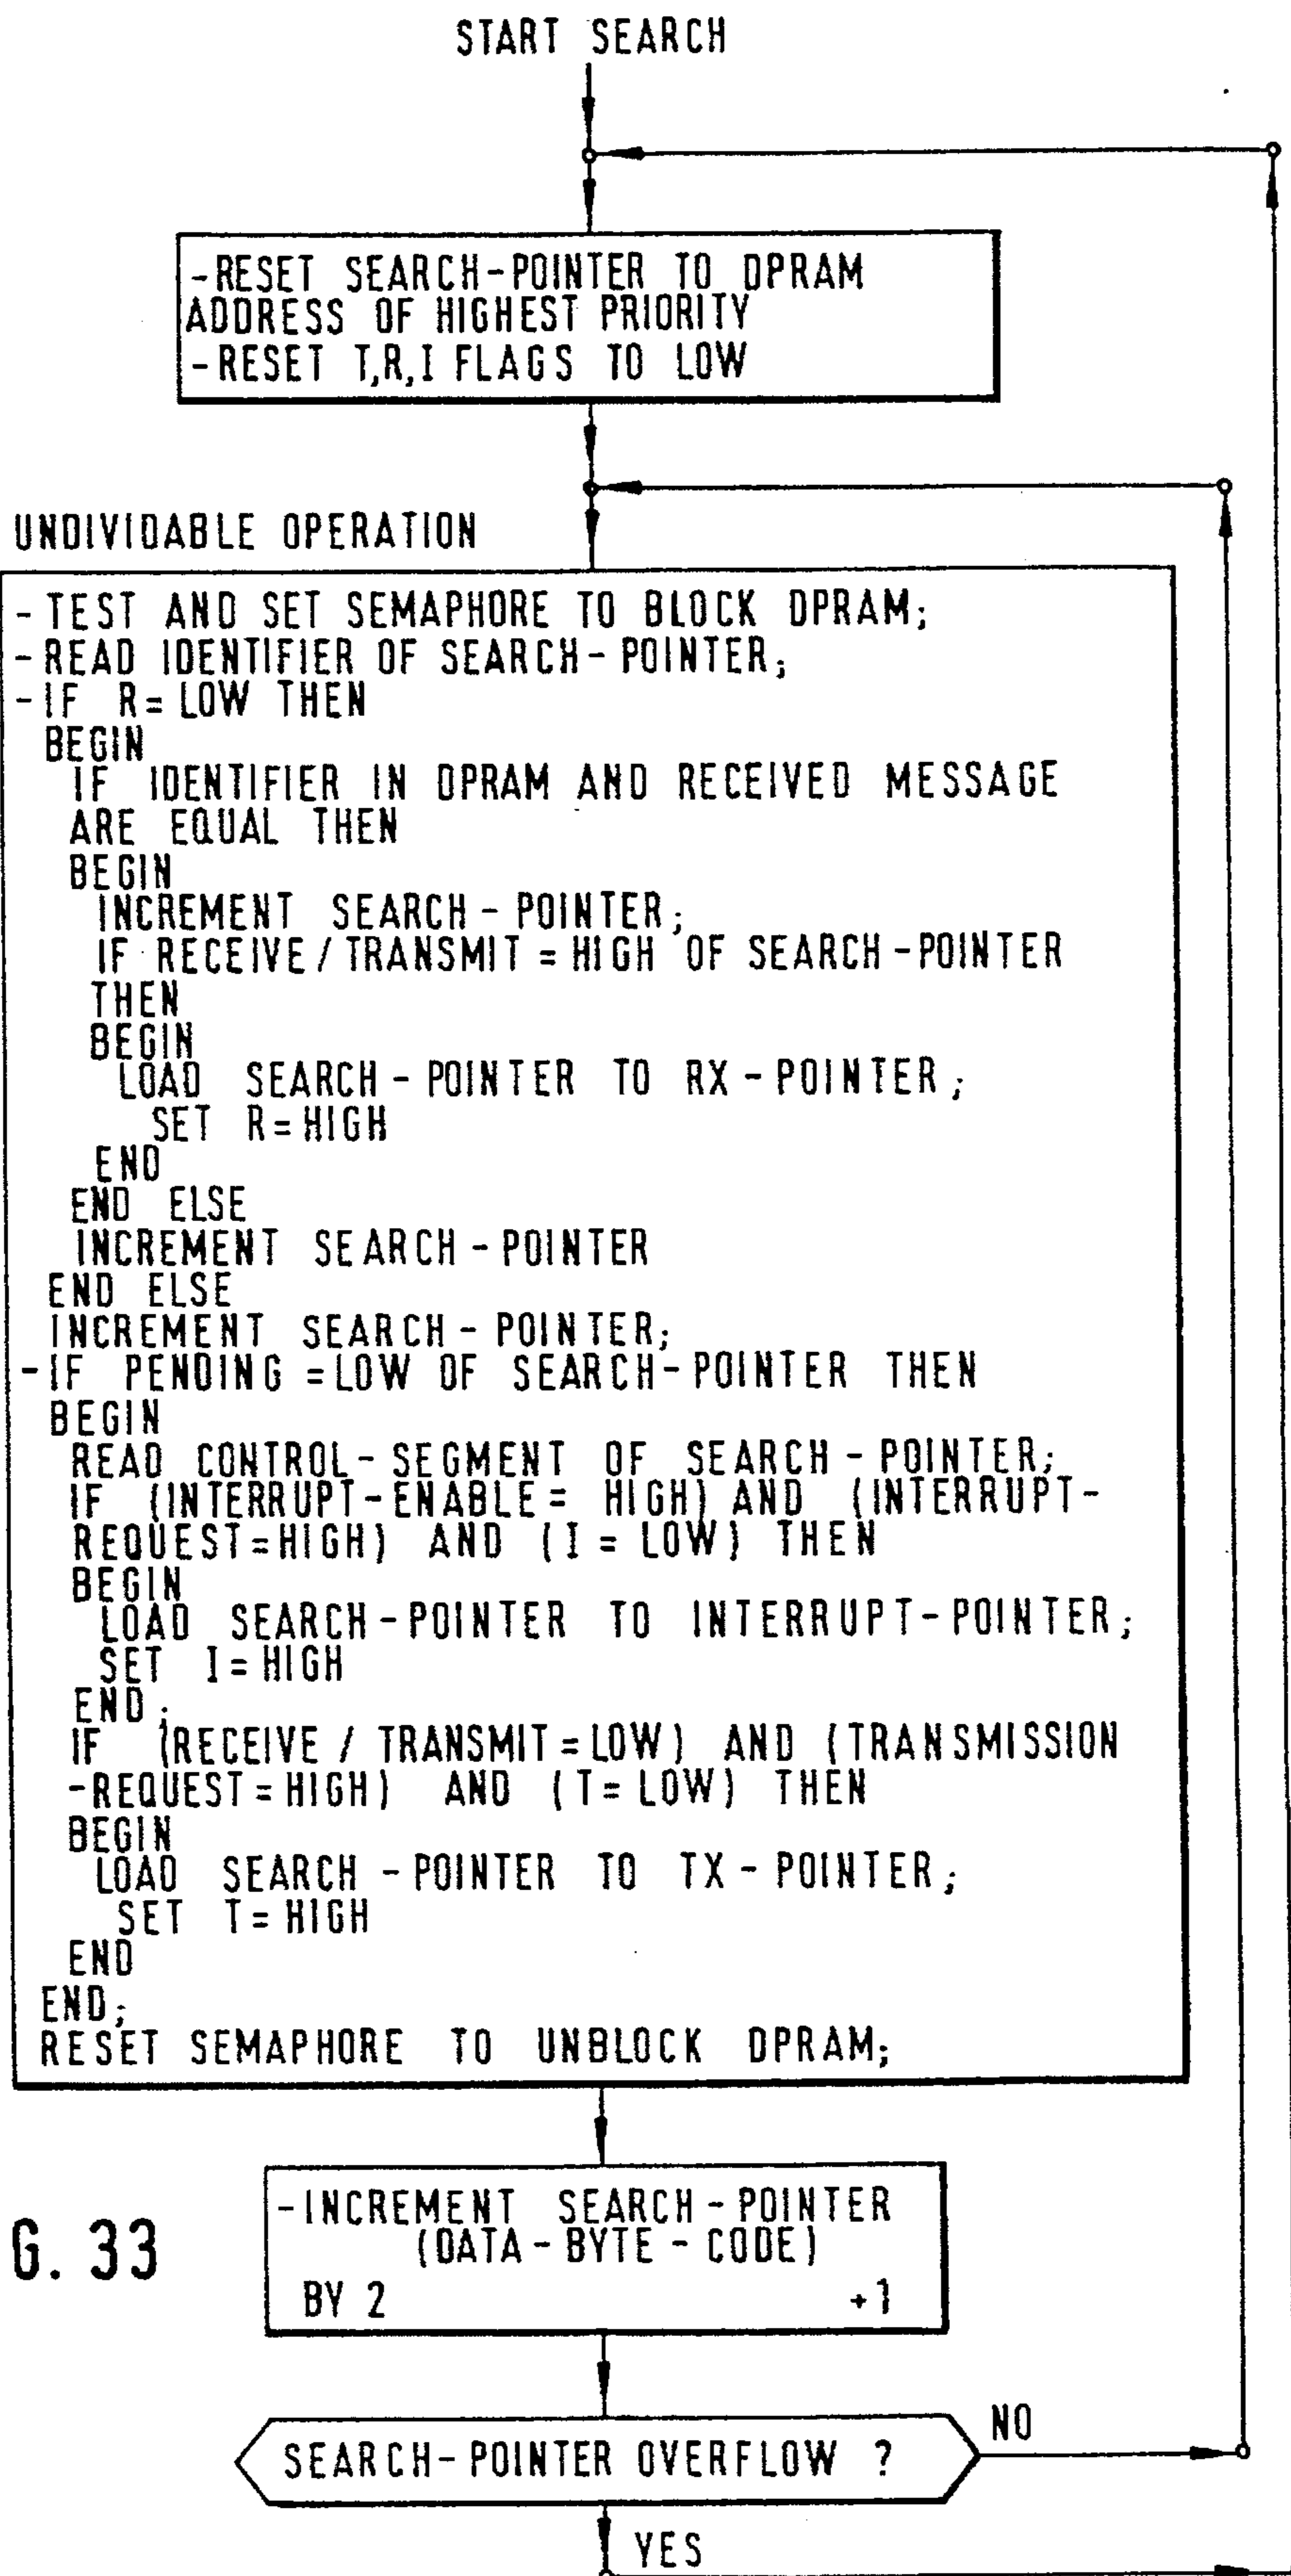 START SEARCH
-RESET SEARCH-POINTER TO DPRAM
ADDRESS OF HIGHEST PRIORITY
-RESET T,R,I FLAGS TO LOW
UNDIVIDABLE OPERATION
- TEST AND SET SEMAPHORE TO BLOCK DPRAM;
- READ IDENTIFIER OF SEARCH-POINTER;
- IF R= LOW THEN
BEGIN
IF IDENTIFIER IN DPRAM AND RECEIVED MESSAGE
ARE EQUAL THEN
BEGIN
INCREMENT SEARCH-POINTER;
IF RECEIVE/TRANSMIT = HIGH OF SEARCH-POINTER
THEN
BEGIN
LOAD SEARCH-POINTER TO RX-POINTER;
SET R=HIGH
END
END ELSE
INCREMENT SEARCH-POINTER
END ELSE
INCREMENT SEARCH-POINTER;
-IF PENDING =LOW OF SEARCH-POINTER THEN
BEGIN
READ CONTROL-SEGMENT OF SEARCH-POINTER;
IF (INTERRUPT-ENABLE= HIGH) AND (INTERRUPT-
REQUEST=HIGH) AND (I = LOW) THEN
BEGIN
LOAD SEARCH-POINTER TO INTERRUPT-POINTER;
SET I=HIGH
END;
IF (RECEIVE / TRANSMIT=LOW) AND (TRANSMISSION
-REQUEST=HIGH) AND (T= LOW) THEN
BEGIN
LOAD SEARCH-POINTER TO TX-POINTER;
SET T=HIGH
END
END;
RESET SEMAPHORE TO UNBLOCK DPRAM;
-INCREMENT SEARCH-POINTER
(DATA-BYTE-CODE)
BY 2 +1
G. 33
SEARCH-POINTER OVERFLOW ?
NO
YES